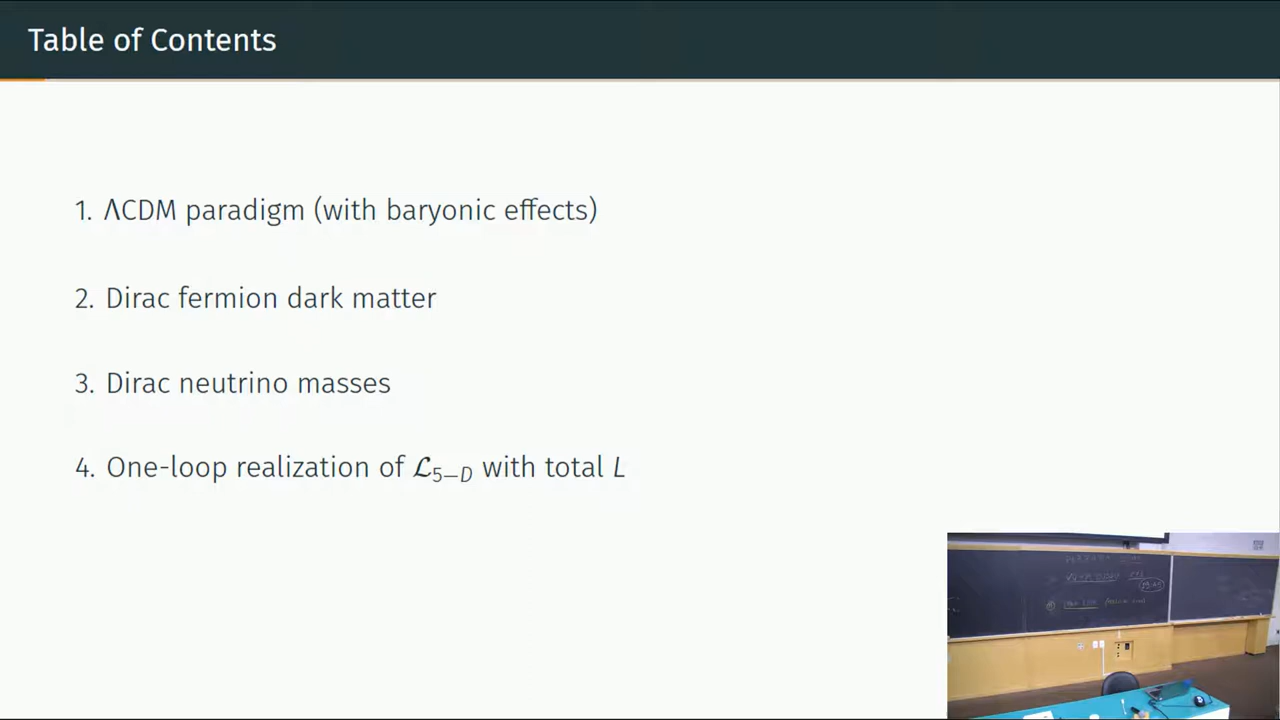 Table of Contents
1. ΛCDM paradigm (with baryonic effects)
2. Dirac fermion dark matter
3. Dirac neutrino masses
4. One-loop realization of ℒ₅₋D with total L